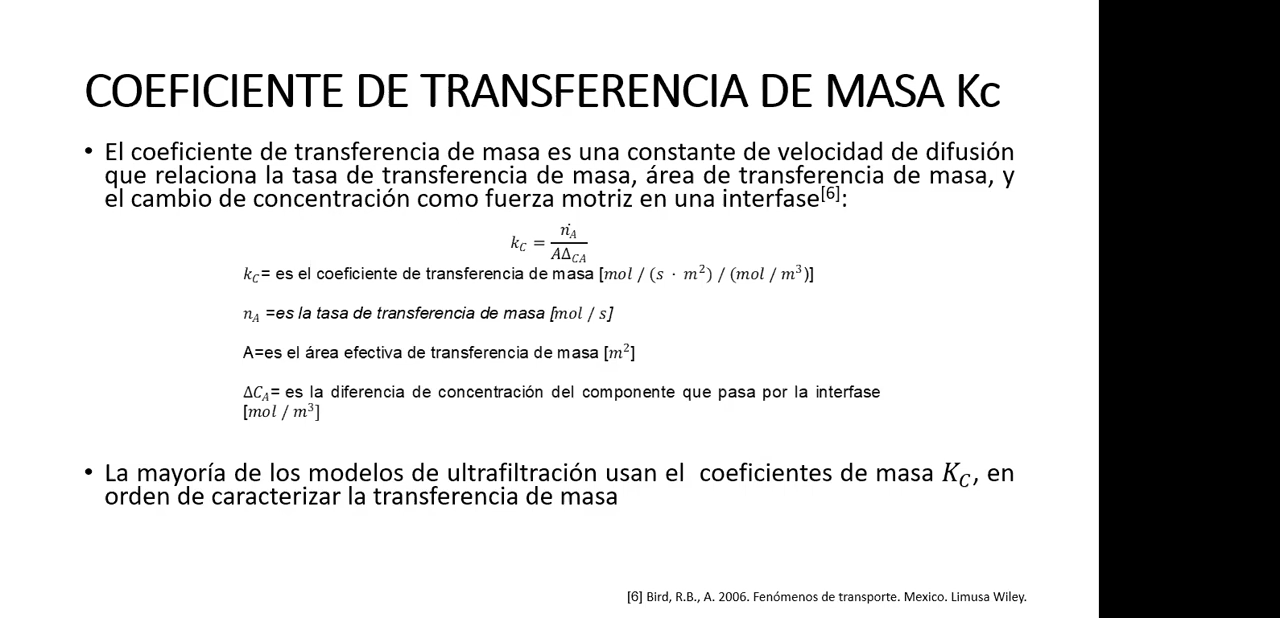 COEFICIENTE DE TRANSFERENCIA DE MASA Kc
• El coeficiente de transferencia de masa es una constante de velocidad de difusión
que relaciona la tasa de transferencia de masa, área de transferencia de masa, y
el cambio de concentración como fuerza motriz en una interfase[6]:
k_C = ṅ_A / AΔ_CA
k_C= es el coeficiente de transferencia de masa [mol / (s · m²) / (mol / m³)]
n_A =es la tasa de transferencia de masa [mol / s]
A=es el área efectiva de transferencia de masa [m²]
ΔC_A= es la diferencia de concentración del componente que pasa por la interfase
[mol / m³]
• La mayoría de los modelos de ultrafiltración usan el coeficientes de masa K_C, en
orden de caracterizar la transferencia de masa
[6] Bird, R.B., A. 2006. Fenómenos de transporte. Mexico. Limusa Wiley.